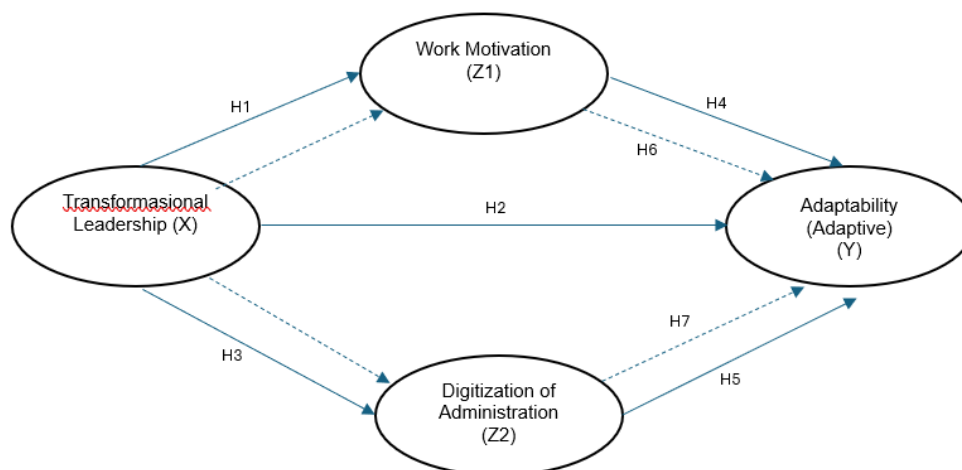 Work Motivation
(Z1)
H1
H4
H6
Transformasional
Leadership (X)
H2
Adaptability
(Adaptive)
(Y)
H3
H7
H5
Digitization of
Administration
(Z2)